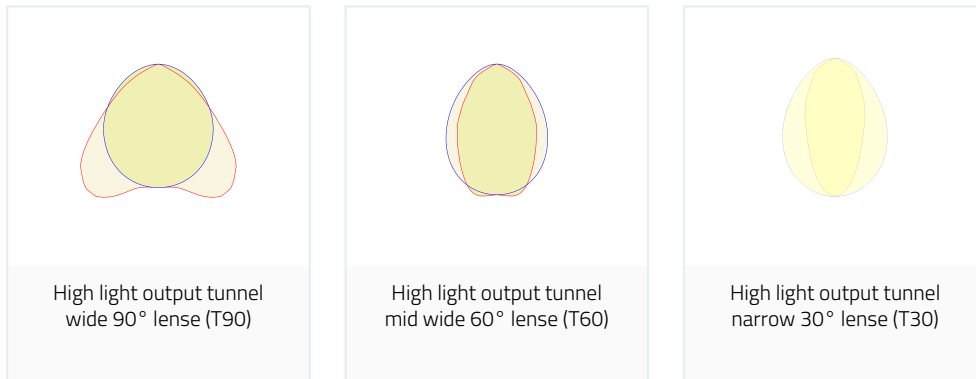 High light output tunnel
wide 90° lense (T90)
High light output tunnel
mid wide 60° lense (T60)
High light output tunnel
narrow 30° lense (T30)